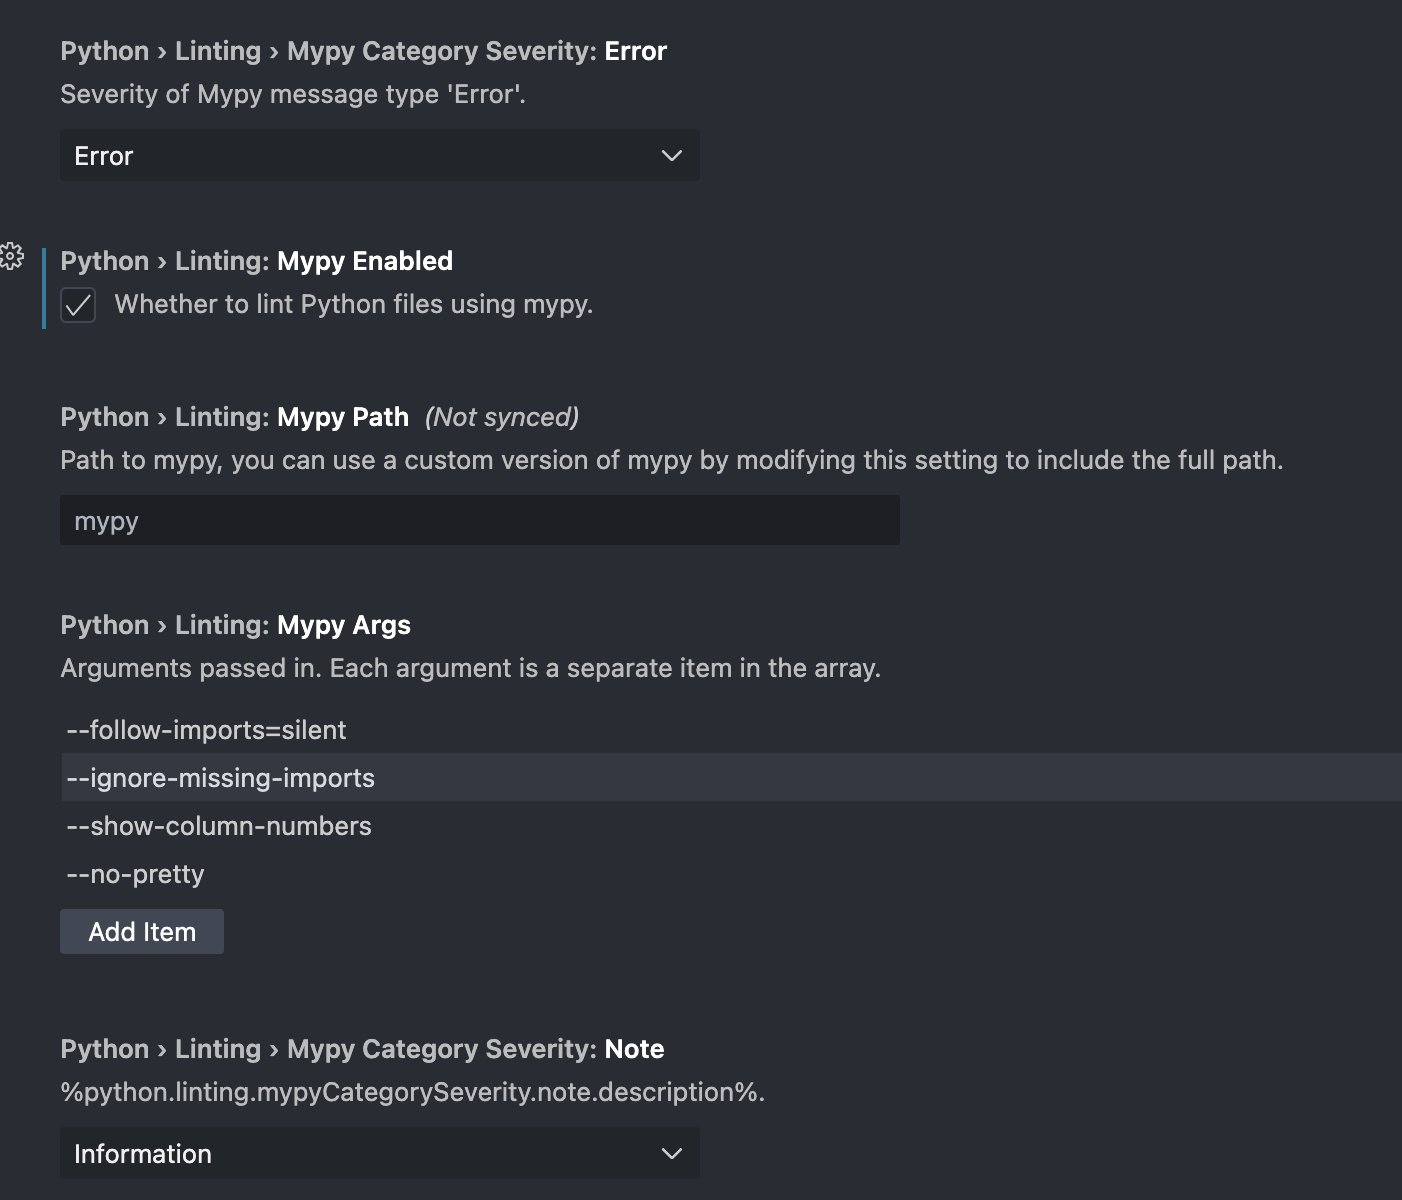 Python › Linting › Mypy Category Severity: Error
Severity of Mypy message type 'Error'.
Error
Python › Linting: Mypy Enabled
Whether to lint Python files using mypy.
Python › Linting: Mypy Path (Not synced)
Path to mypy, you can use a custom version of mypy by modifying this setting to include the full path.
mypy
Python › Linting: Mypy Args
Arguments passed in. Each argument is a separate item in the array.
--follow-imports=silent
--ignore-missing-imports
--show-column-numbers
--no-pretty
Add Item
Python › Linting › Mypy Category Severity: Note
%python.linting.mypyCategorySeverity.note.description%.
Information